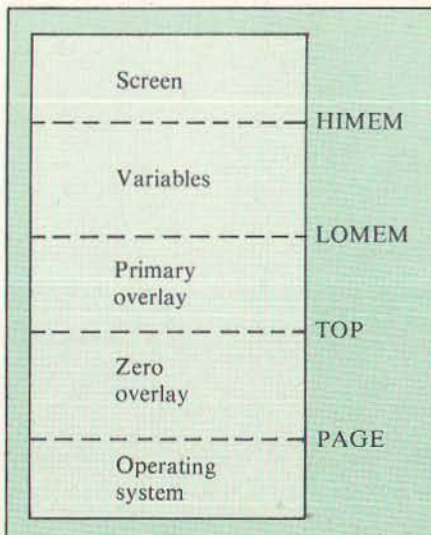 Screen
HIMEM
Variables
LOMEM
Primary
overlay
TOP
Zero
overlay
PAGE
Operating
system